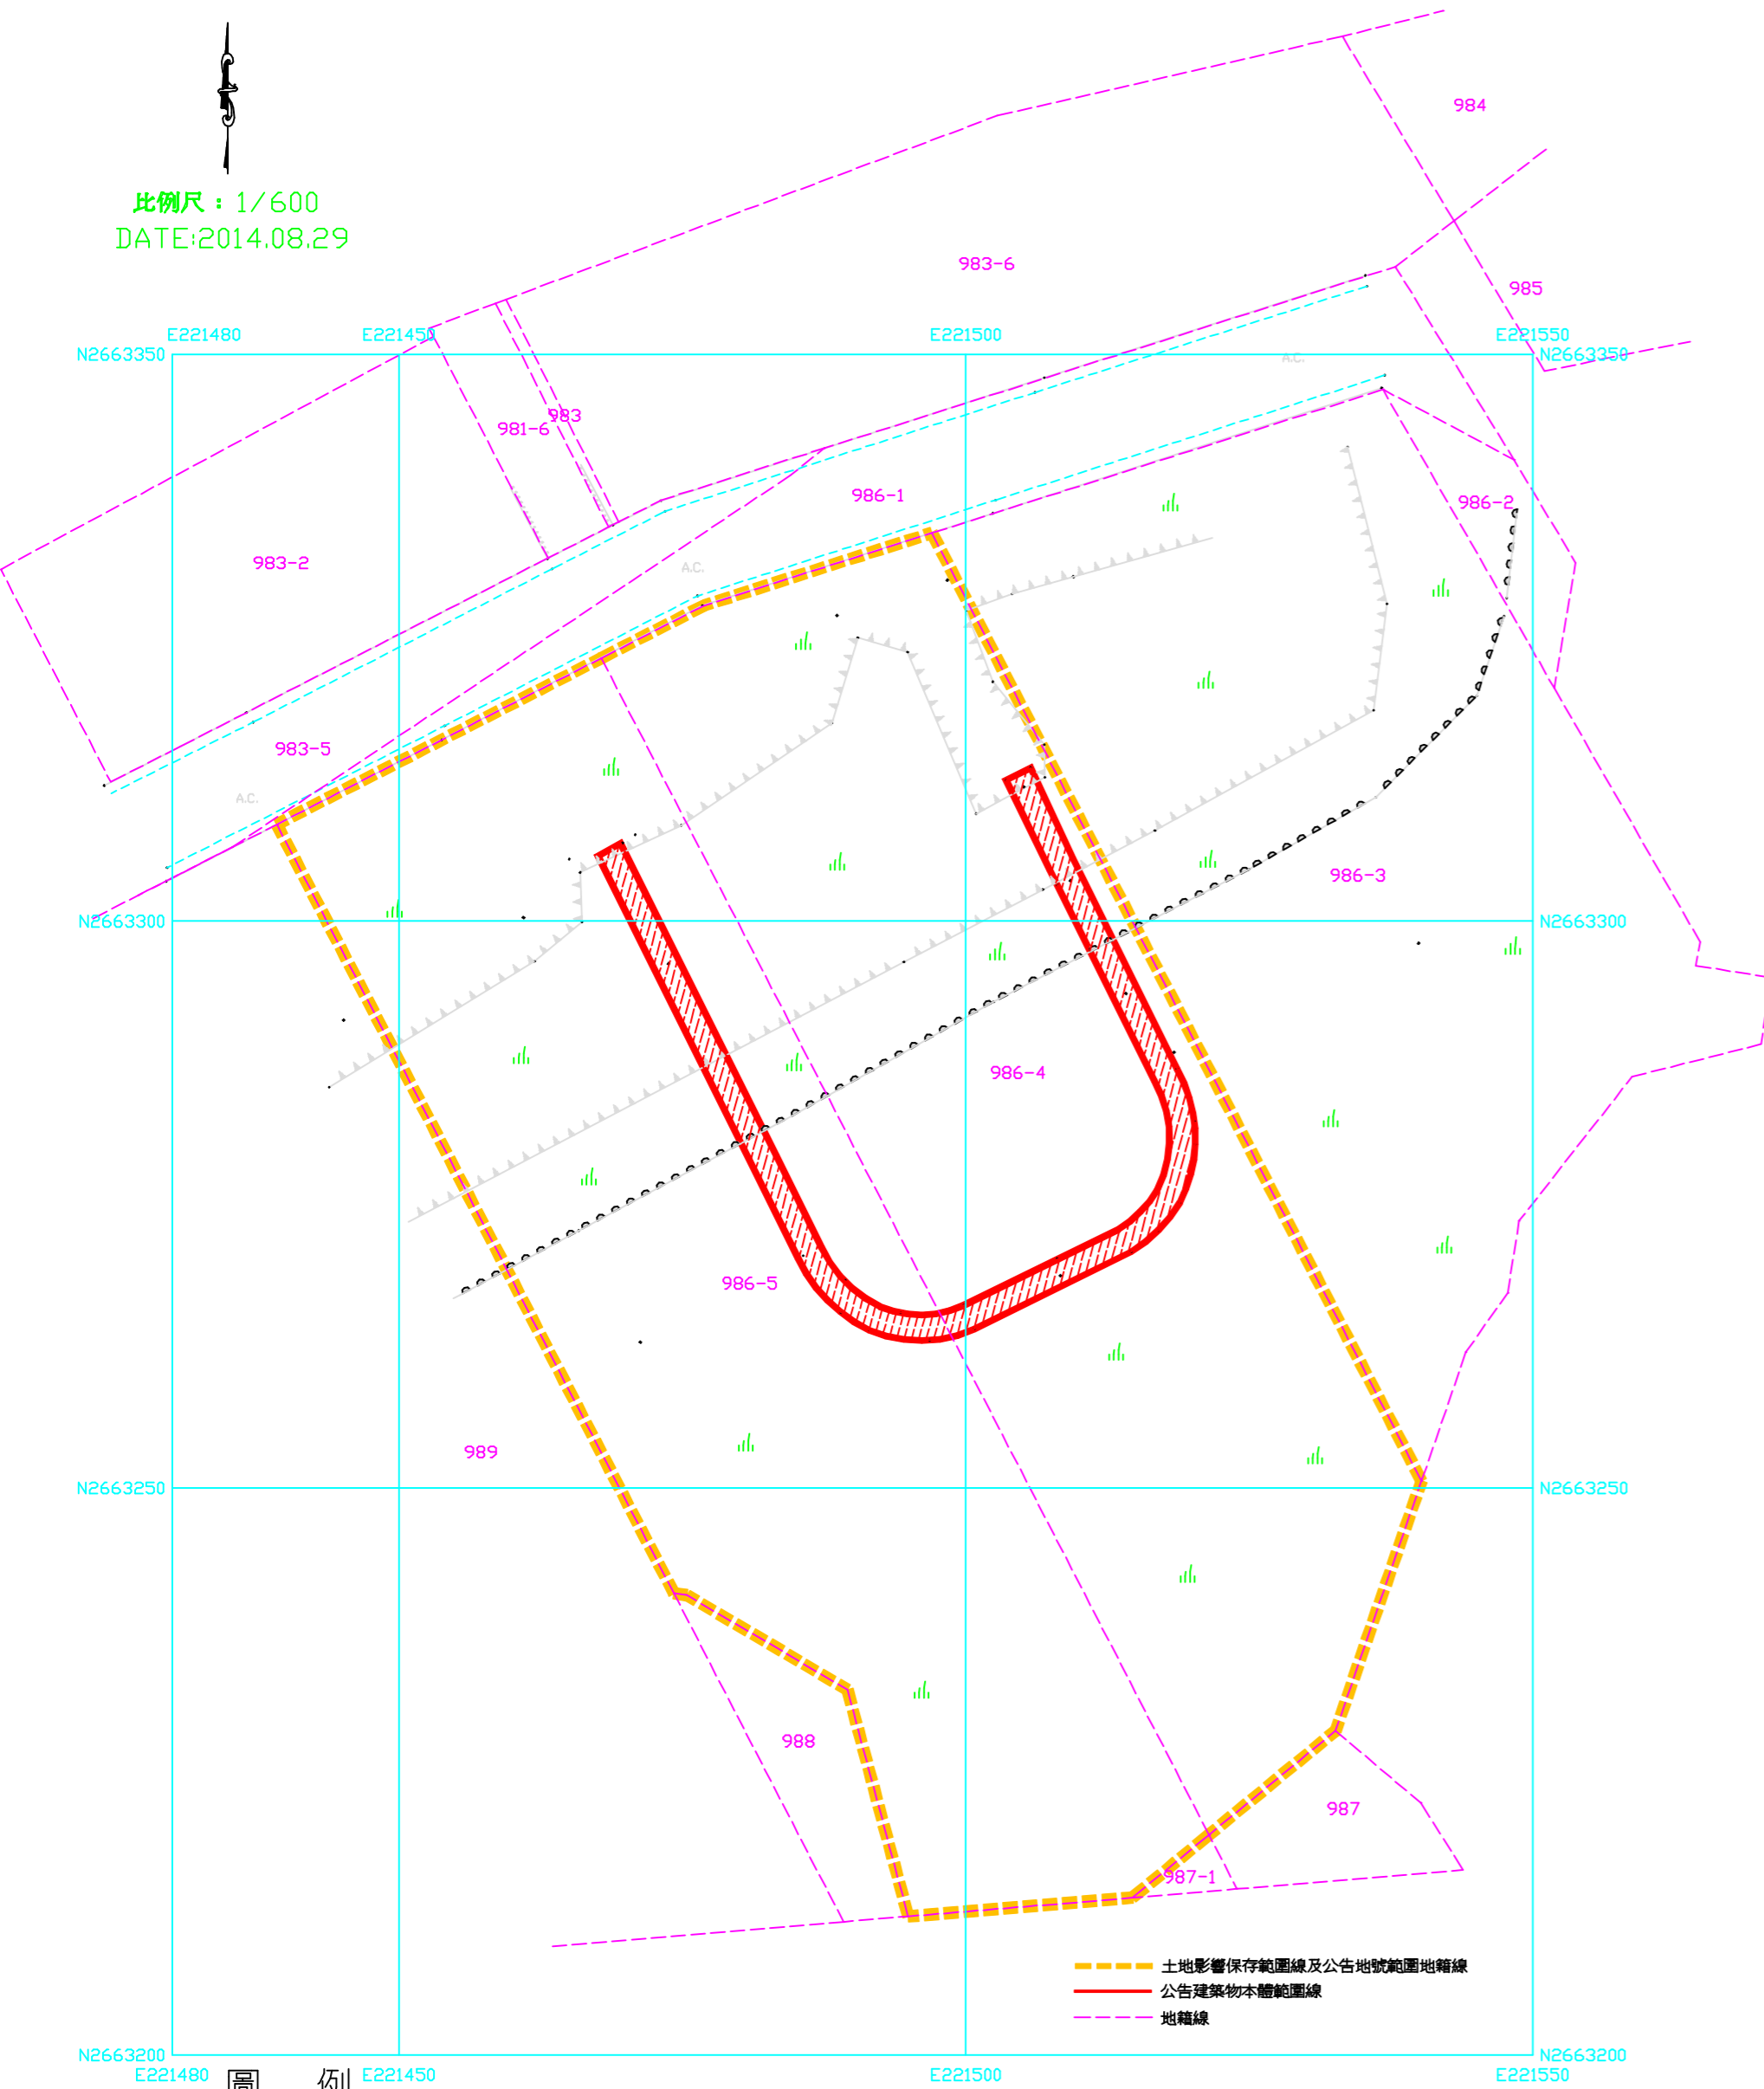 比例尺：1/600
DATE:2014.08.29
984
983-6
985
E221480
E221450
E221500
E221550
N2663350
N2663350
A.C.
983
981-6
986-1
986-2
983-2
A.C.
983-5
A.C.
986-3
N2663300
N2663300
986-4
986-5
989
N2663250
N2663250
988
987
987-1
土地影響保存範圍線及公告地號範圍地籍線
公告建築物本體範圍線
地籍線
N2663200
N2663200
E221480
E221450
E221500
E221550
圖 例